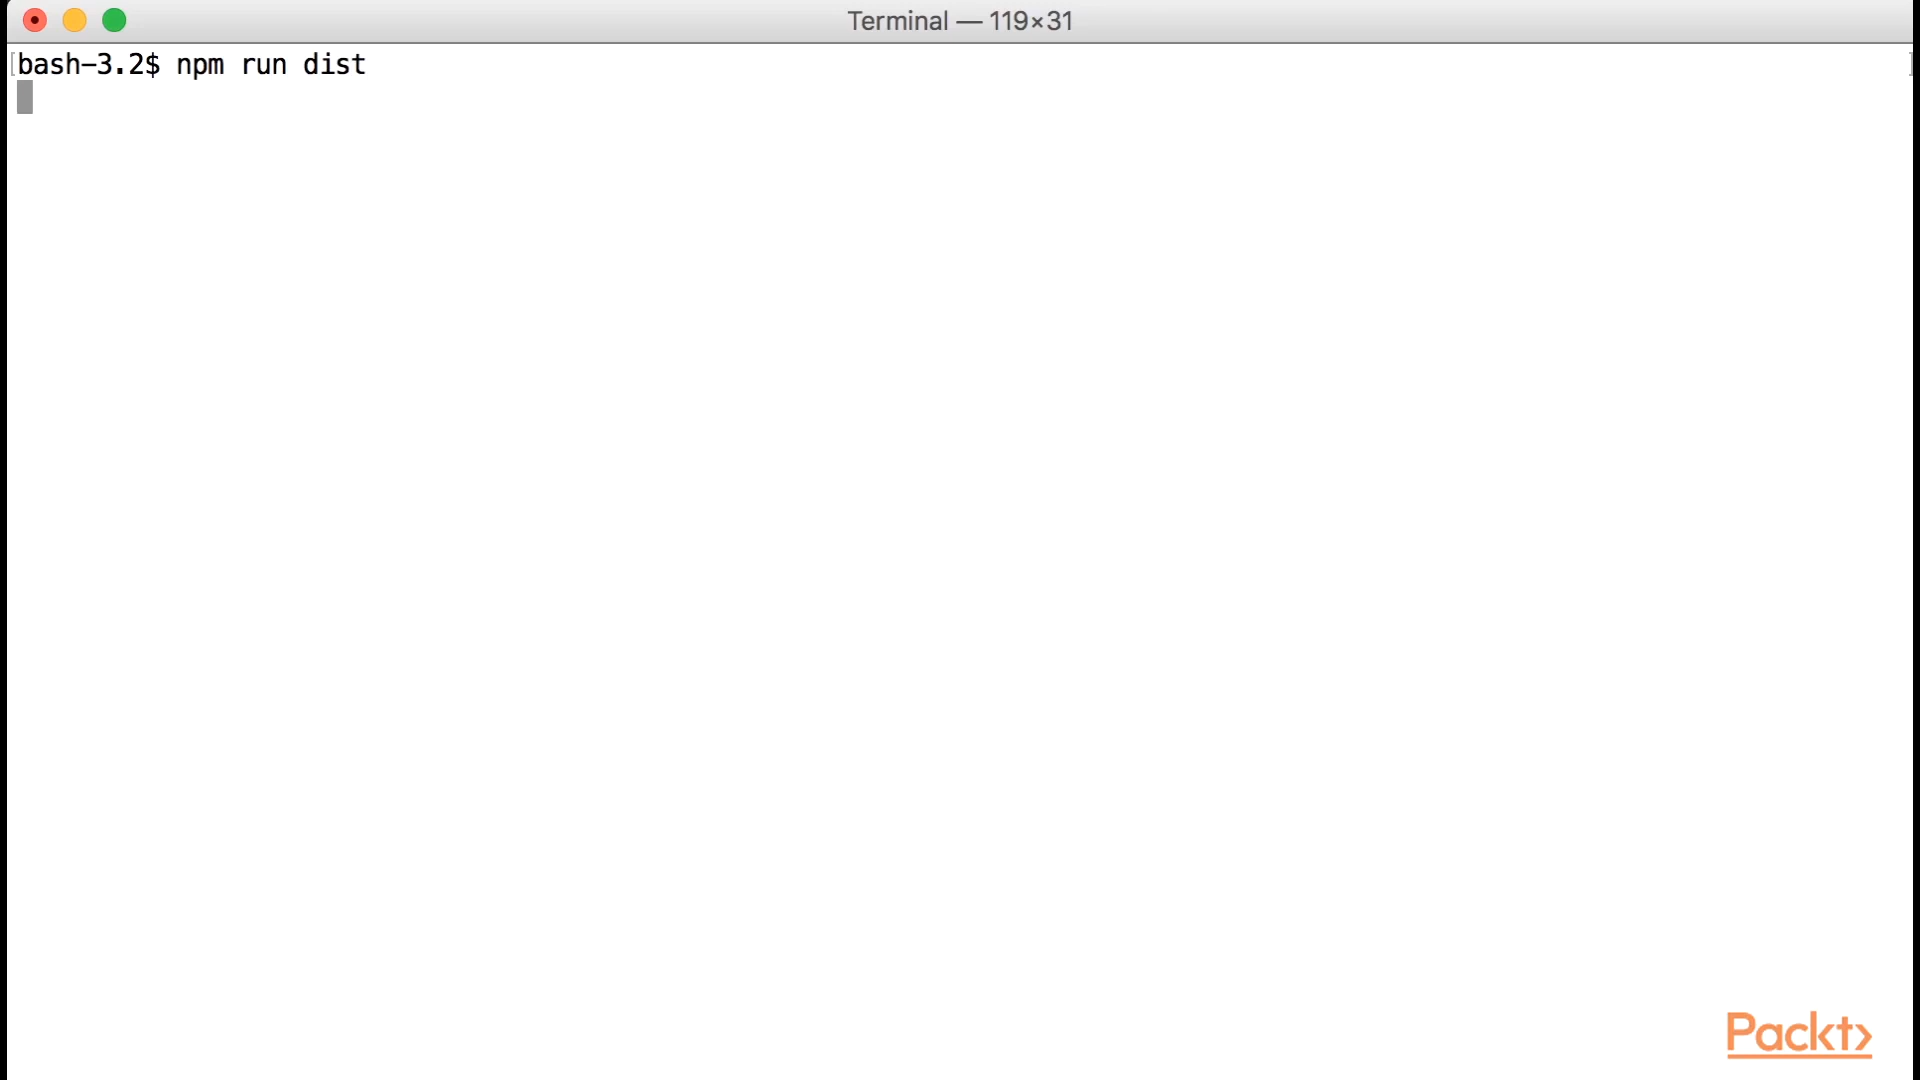 Terminal — 119×31
bash-3.2$ npm run dist
Packt›